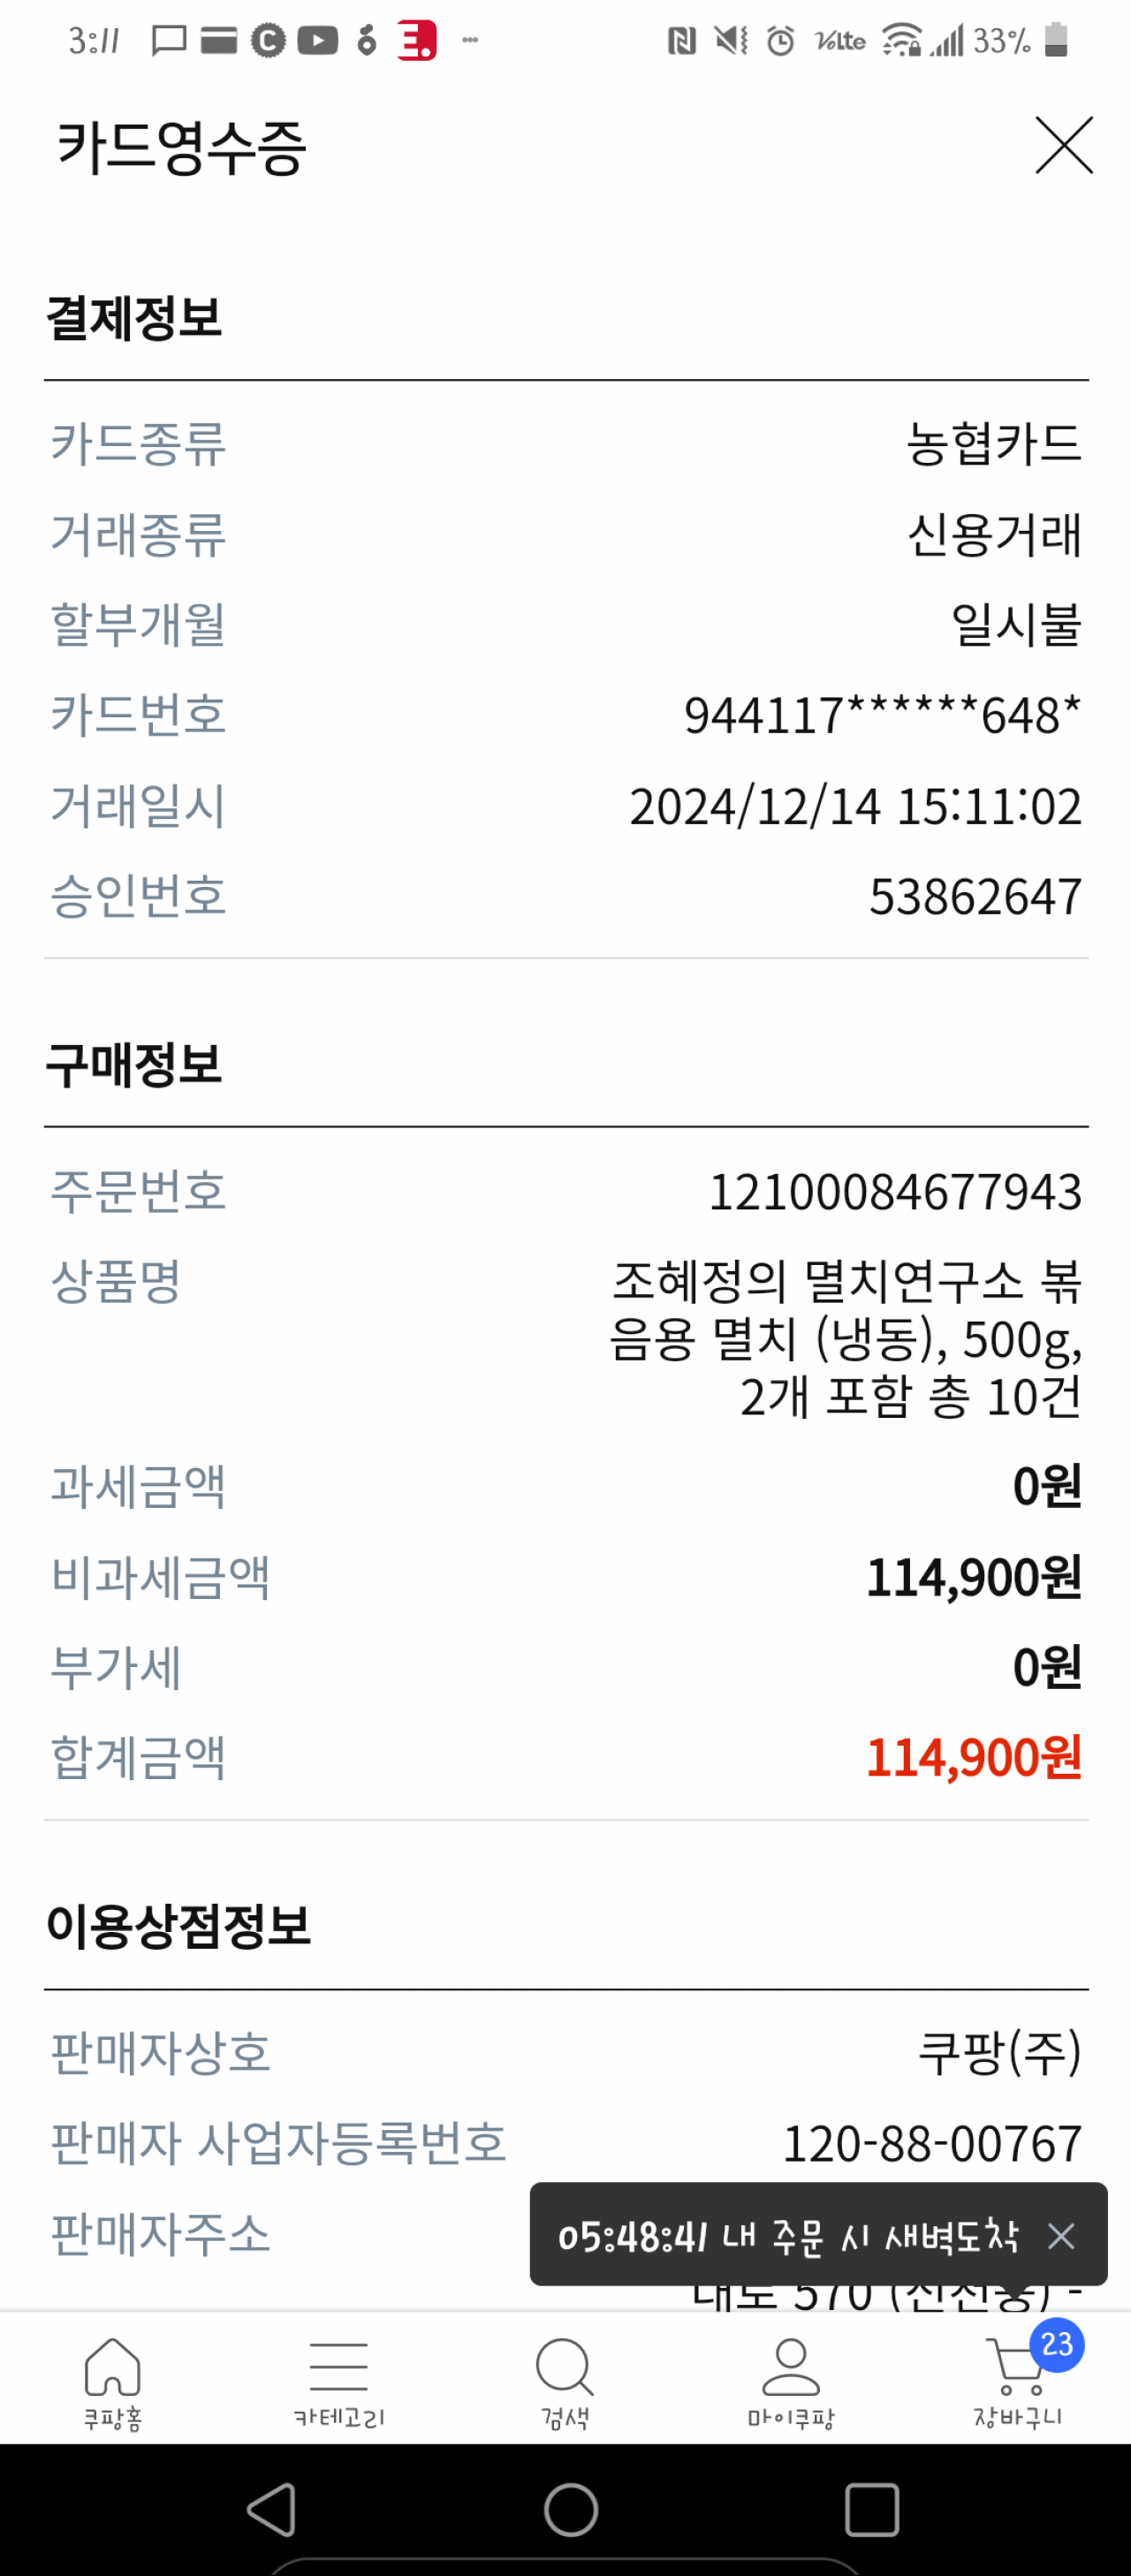 3:11 33%
카드영수증
결제정보
카드종류 농협카드
거래종류 신용거래
할부개월 일시불
카드번호 944117******648*
거래일시 2024/12/14 15:11:02
승인번호 53862647
구매정보
주문번호 12100084677943
상품명 조혜정의 멸치연구소 볶
음용 멸치 (냉동), 500g,
2개 포함 총 10건
과세금액 0원
비과세금액 114,900원
부가세 0원
합계금액 114,900원
이용상점정보
판매자상호 쿠팡(주)
판매자 사업자등록번호 120-88-00767
판매자주소
05:48:41 내 주문 시 새벽도착
대로 570 (신천동) -
23
쿠팡홈 카테고리 검색 마이쿠팡 장바구니